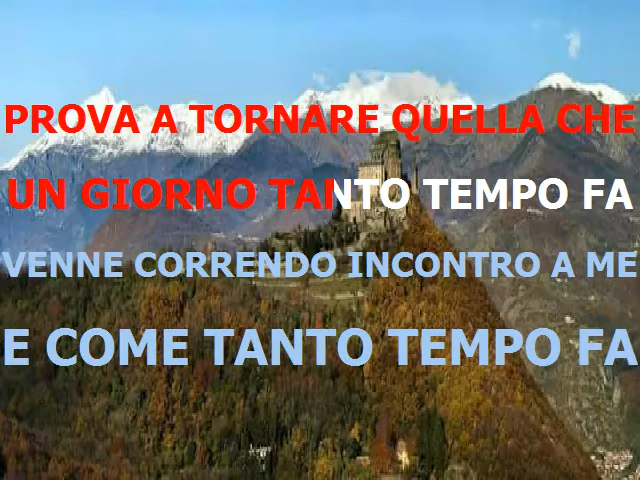 PROVA A TORNARE QUELLA CHE
UN GIORNO TANTO TEMPO FA
VENNE CORRENDO INCONTRO A ME
E COME TANTO TEMPO FA